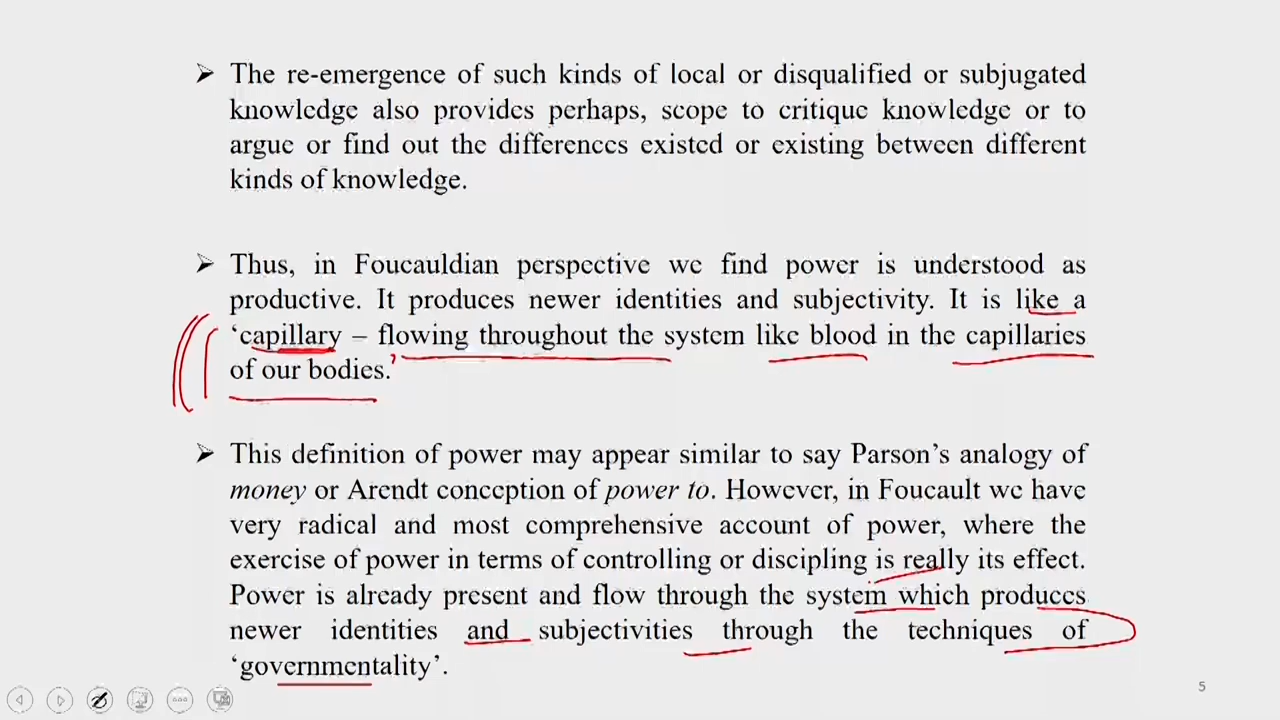 ➤ The re-emergence of such kinds of local or disqualified or subjugated
knowledge also provides perhaps, scope to critique knowledge or to
argue or find out the differences existed or existing between different
kinds of knowledge.
➤ Thus, in Foucauldian perspective we find power is understood as
productive. It produces newer identities and subjectivity. It is like a
‘capillary – flowing throughout the system like blood in the capillaries
of our bodies.’
➤ This definition of power may appear similar to say Parson’s analogy of
money or Arendt conception of power to. However, in Foucault we have
very radical and most comprehensive account of power, where the
exercise of power in terms of controlling or discipling is really its effect.
Power is already present and flow through the system which produces
newer identities and subjectivities through the techniques of
‘governmentality’.
5